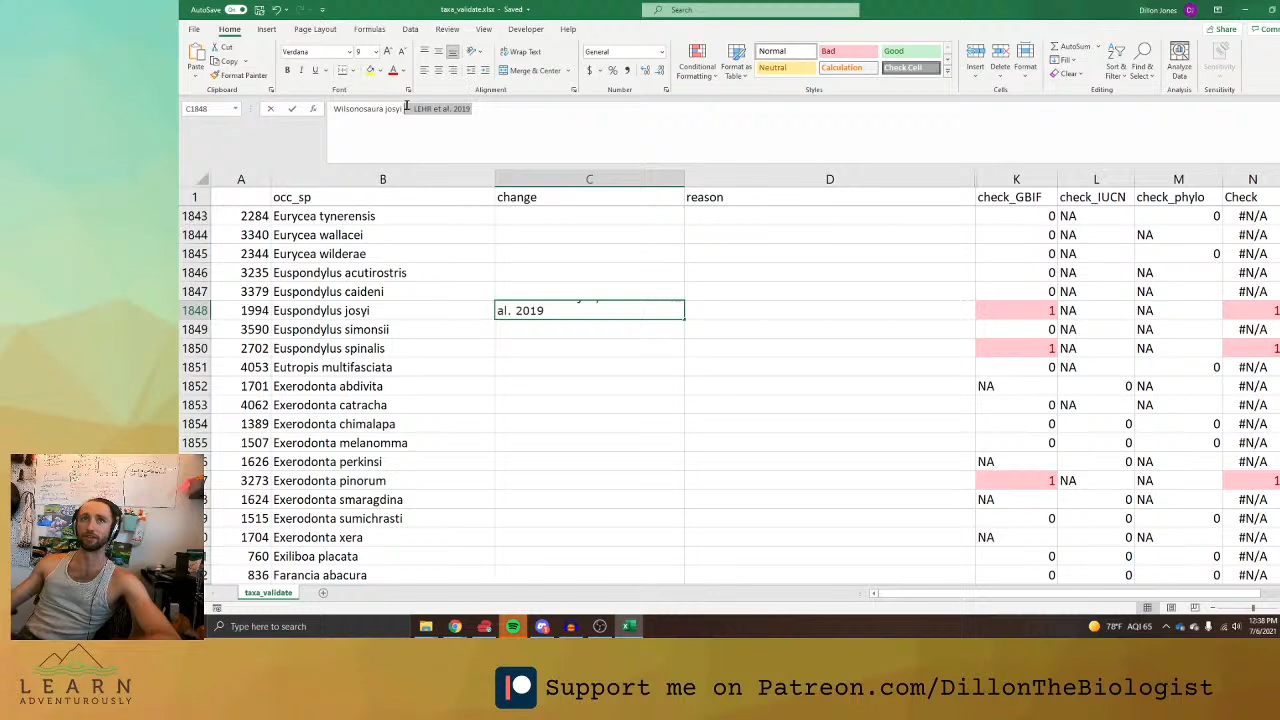 AutoSave On taxa_validate.xlsx - Saved Search Dillon Jones CJ
File Home Insert Page Layout Formulas Data Review View Developer Help Share Comm
Paste Cut Copy Format Painter Verdana 9 Wrap Text General Conditional Formatting Format as Table Normal Bad Good Insert Delete Format AutoSum Sort & Filter Find & Select Analyze Data Sensitivity
B I U Merge & Center $ % Neutral Calculation Check Cell Fill Clear
Clipboard Font Alignment Number Styles Cells Editing Analysis Sensitivity
C1848 fx Wilsonosaura josyi LEHR et al. 2019
A B C D K L M N
1 occ_sp change reason check_GBIF check_IUCN check_phylo Check
1843 2284 Eurycea tynerensis 0 NA 0 #N/A
1844 3340 Eurycea wallacei 0 NA NA #N/A
1845 2344 Eurycea wilderae 0 NA 0 #N/A
1846 3235 Euspondylus acutirostris 0 NA NA #N/A
1847 3379 Euspondylus caideni 0 NA NA #N/A
1848 1994 Euspondylus josyi al. 2019 1 NA NA 1
1849 3590 Euspondylus simonsii 0 NA NA #N/A
1850 2702 Euspondylus spinalis 1 NA NA 1
1851 4053 Eutropis multifasciata 0 NA 0 #N/A
1852 1701 Exerodonta abdivita NA 0 NA #N/A
1853 4062 Exerodonta catracha 0 NA NA #N/A
1854 1389 Exerodonta chimalapa 0 0 0 #N/A
1855 1507 Exerodonta melanomma 0 0 0 #N/A
1626 Exerodonta perkinsi NA 0 NA #N/A
3273 Exerodonta pinorum 1 NA NA 1
1624 Exerodonta smaragdina NA 0 NA #N/A
1515 Exerodonta sumichrasti 0 0 0 #N/A
1704 Exerodonta xera NA 0 NA #N/A
760 Exiliboa placata 0 0 0 #N/A
836 Farancia abacura 0 0 0 #N/A
taxa_validate
Type here to search 78°F AQI 65 12:38 PM
7/6/2021
LEARN
ADVENTUROUSLY
Support me on Patreon.com/DillonTheBiologist